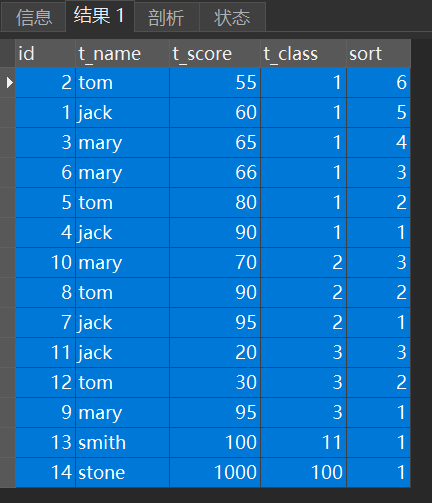 信息 结果 1 剖析 状态
id t_name t_score t_class sort
2 tom 55 1 6
1 jack 60 1 5
3 mary 65 1 4
6 mary 66 1 3
5 tom 80 1 2
4 jack 90 1 1
10 mary 70 2 3
8 tom 90 2 2
7 jack 95 2 1
11 jack 20 3 3
12 tom 30 3 2
9 mary 95 3 1
13 smith 100 11 1
14 stone 1000 100 1